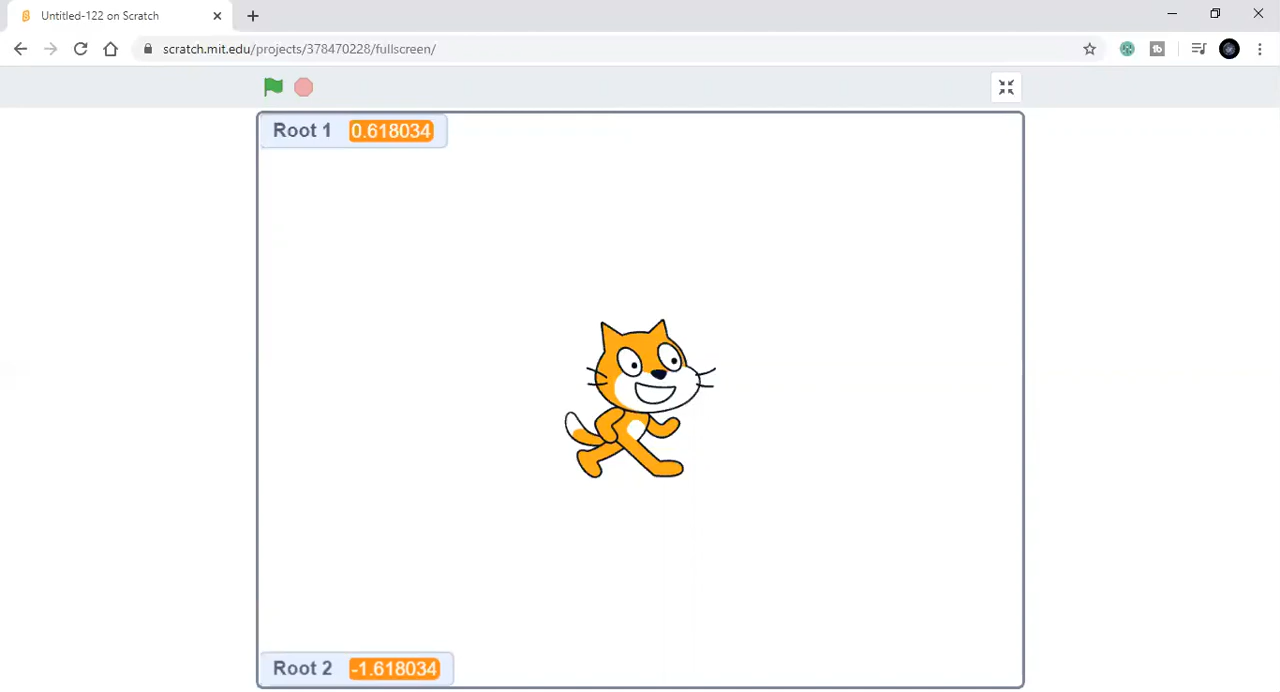 Untitled-122 on Scratch
scratch.mit.edu/projects/378470228/fullscreen/
Root 1 0.618034
Root 2 -1.618034